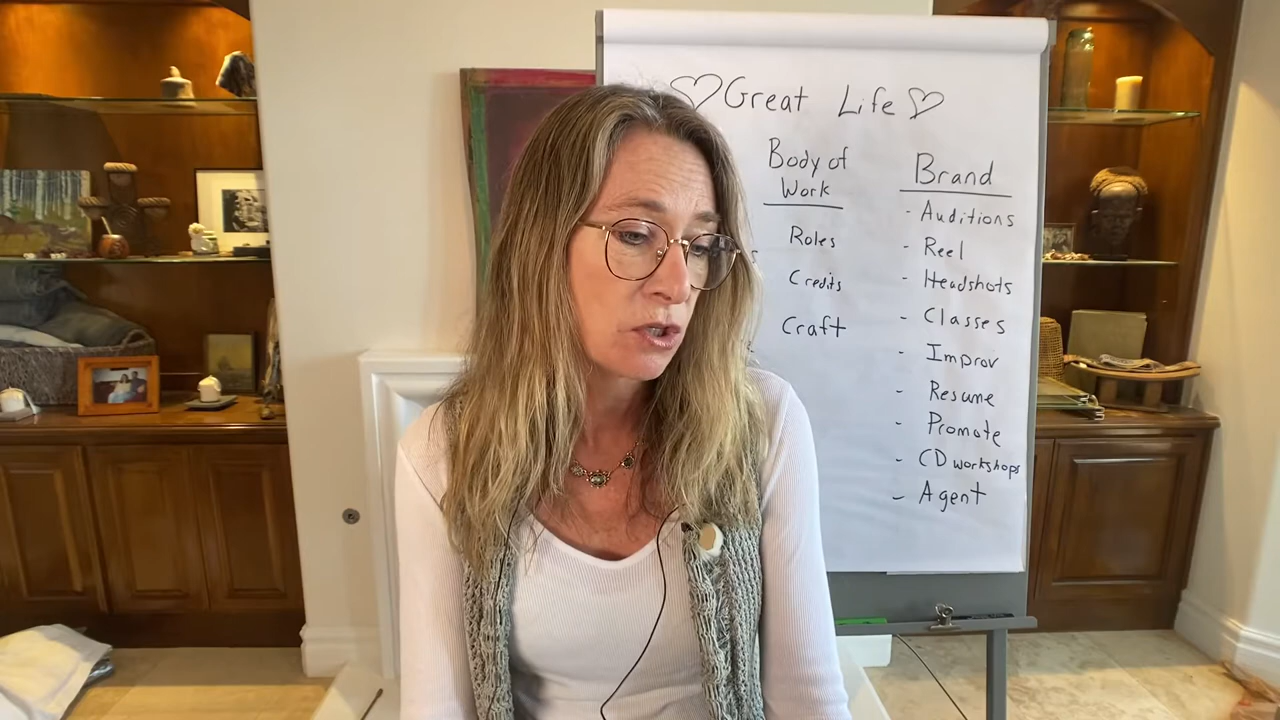 Great Life
Body of
Work
Roles
Credits
Craft
Brand
- Auditions
- Reel
- Headshots
- Classes
- Improv
- Resume
- Promote
- CD workshops
- Agent